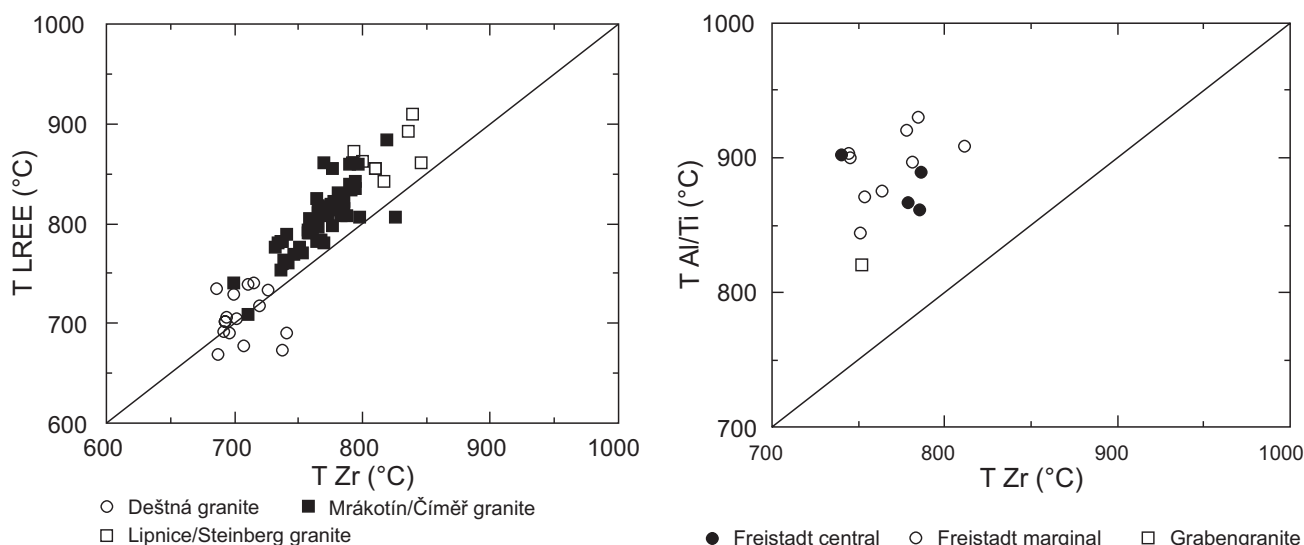 1000
900
800
700
600
T LREE (°C)
600
700
800
900
1000
T Zr (°C)
Deštná granite
Mrákotín/Číměř granite
Lipnice/Steinberg granite
1000
900
800
700
T Al/Ti (°C)
700
800
900
1000
T Zr (°C)
Freistadt central
Freistadt marginal
Grabengranite